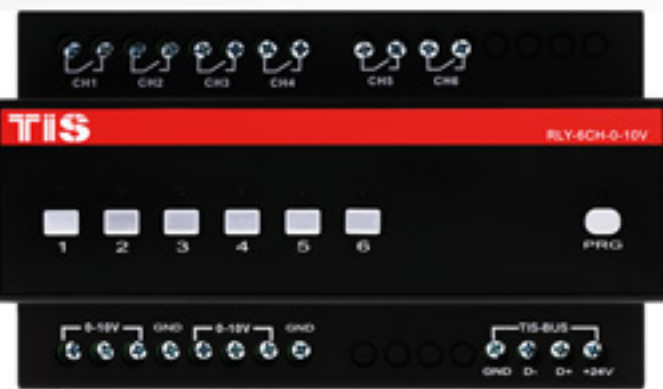 CH1 CH2 CH3 CH4 CH5 CH6
TIS
RLY-6CH-0-10V
1 2 3 4 5 6
PRG
0-10V GND 0-10V GND TIS-BUS
GND D- D+ +24V